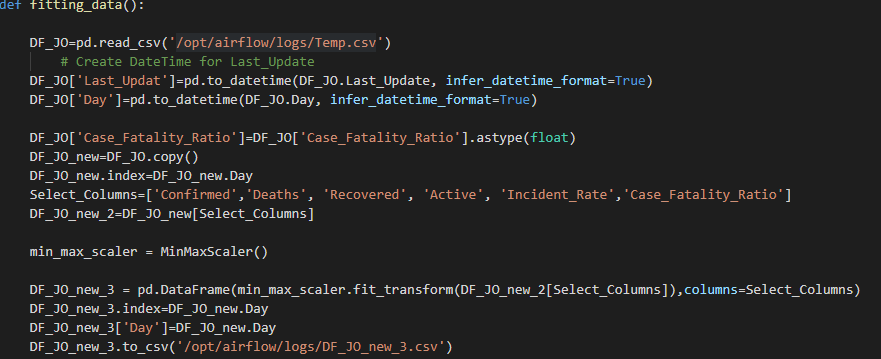 def fitting_data():
DF_JO=pd.read_csv('/opt/airflow/logs/Temp.csv')
# Create DateTime for Last_Update
DF_JO['Last_Updat']=pd.to_datetime(DF_JO.Last_Update, infer_datetime_format=True)
DF_JO['Day']=pd.to_datetime(DF_JO.Day, infer_datetime_format=True)
DF_JO['Case_Fatality_Ratio']=DF_JO['Case_Fatality_Ratio'].astype(float)
DF_JO_new=DF_JO.copy()
DF_JO_new.index=DF_JO_new.Day
Select_Columns=['Confirmed','Deaths', 'Recovered', 'Active', 'Incident_Rate','Case_Fatality_Ratio']
DF_JO_new_2=DF_JO_new[Select_Columns]
min_max_scaler = MinMaxScaler()
DF_JO_new_3 = pd.DataFrame(min_max_scaler.fit_transform(DF_JO_new_2[Select_Columns]),columns=Select_Columns)
DF_JO_new_3.index=DF_JO_new.Day
DF_JO_new_3['Day']=DF_JO_new.Day
DF_JO_new_3.to_csv('/opt/airflow/logs/DF_JO_new_3.csv')